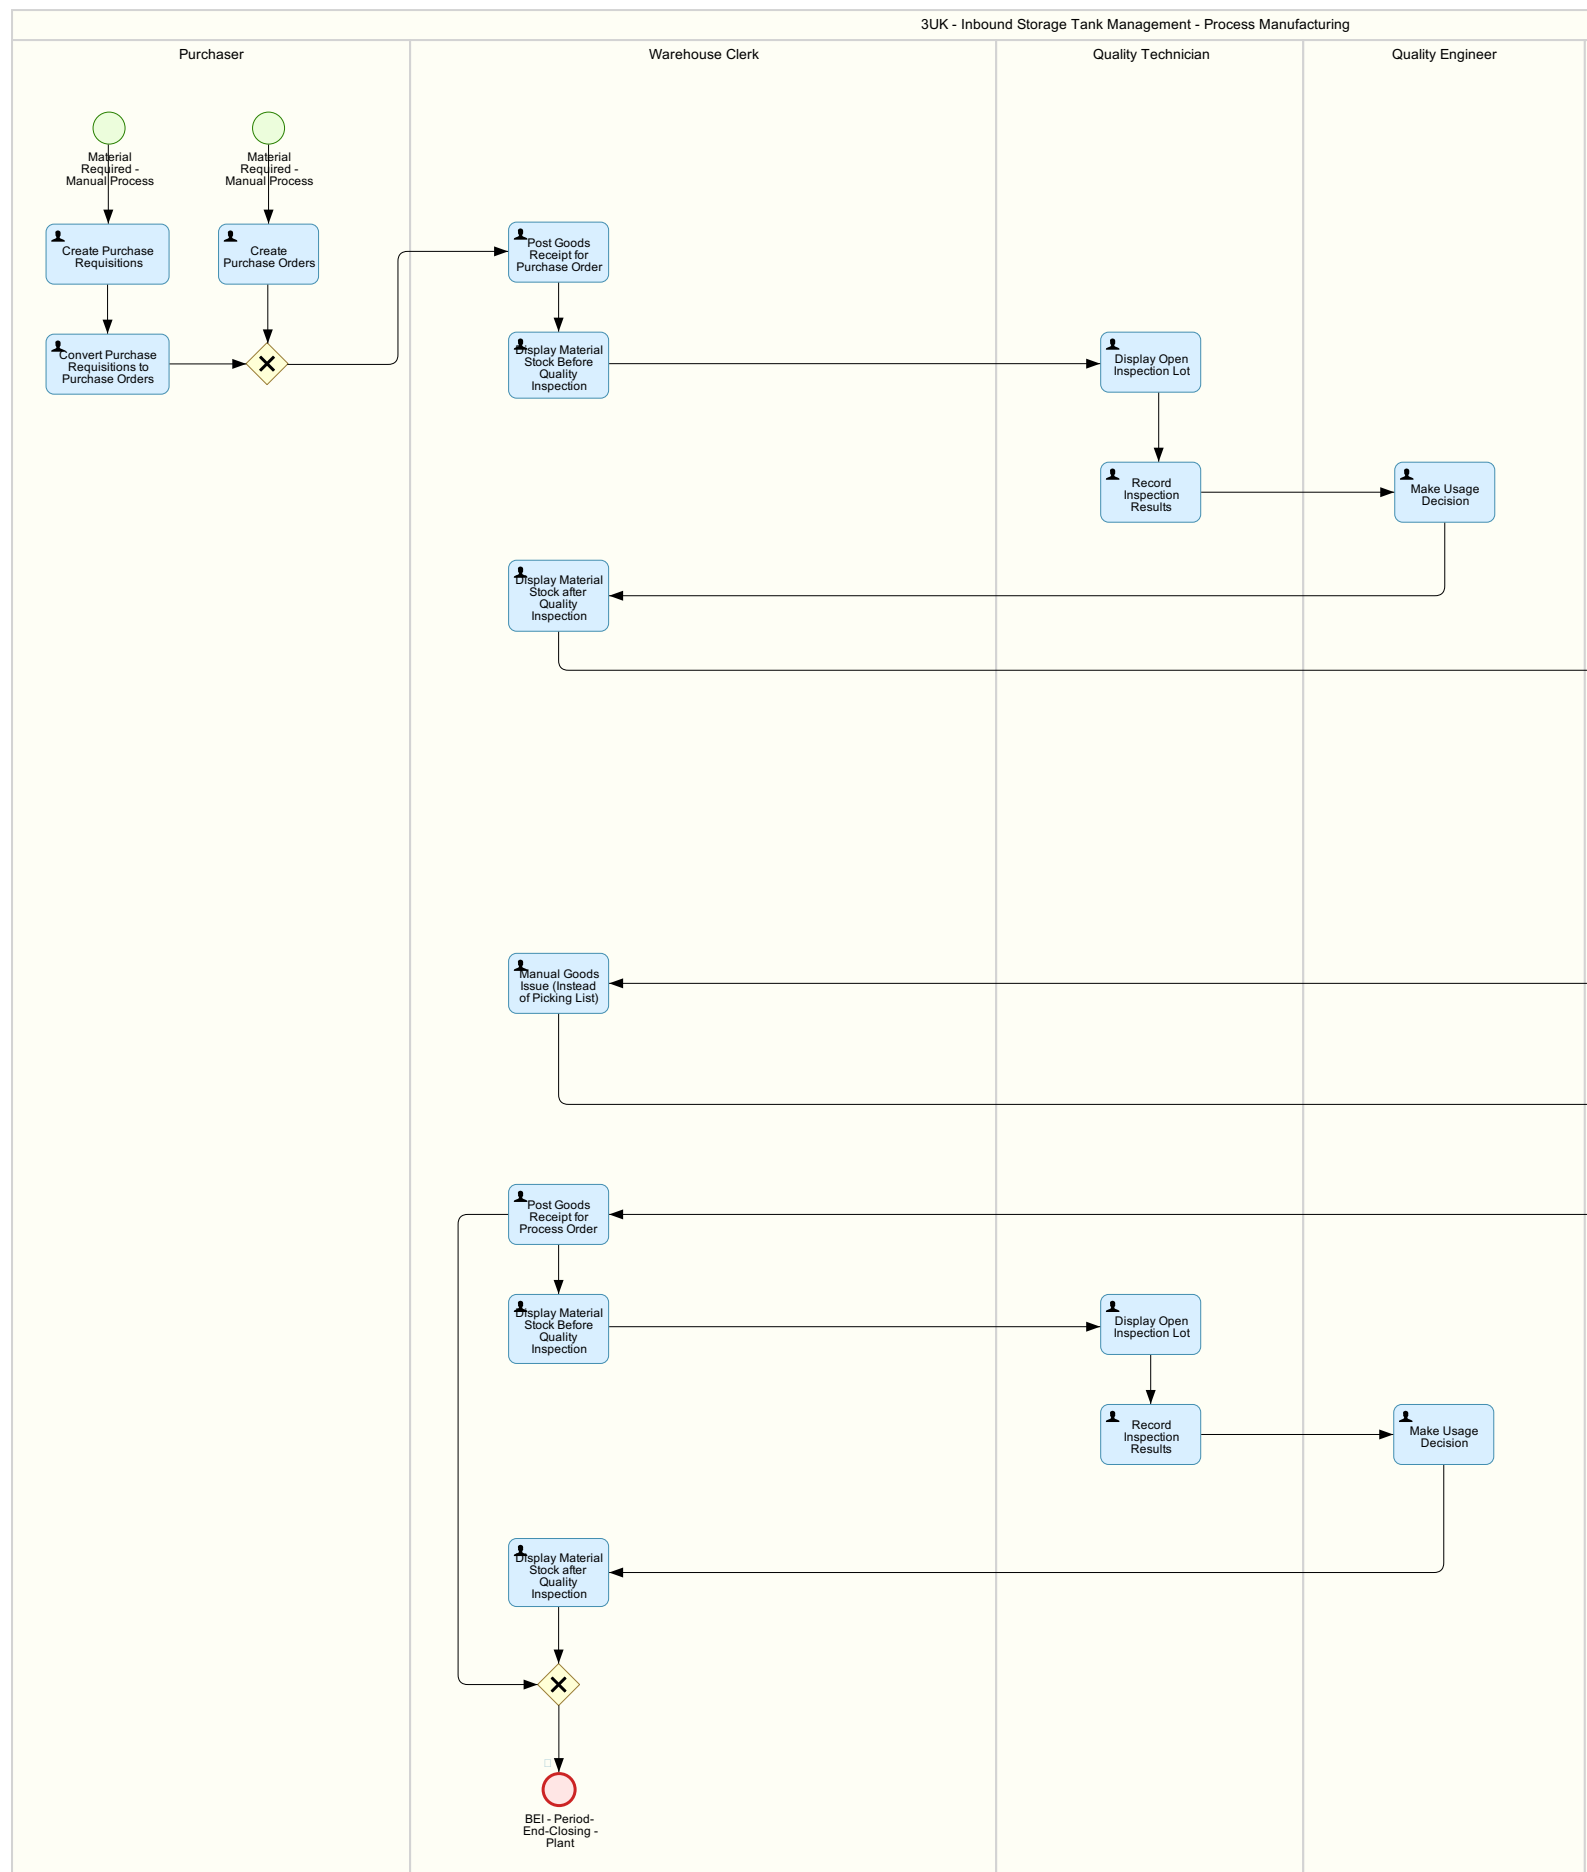 3UK - Inbound Storage Tank Management - Process Manufacturing
Purchaser
Warehouse Clerk
Quality Technician
Quality Engineer
Material
Required -
Manual Process
Material
Required -
Manual Process
Create Purchase
Requisitions
Create
Purchase Orders
Post Goods
Receipt for
Purchase Order
Convert Purchase
Requisitions to
Purchase Orders
Display Material
Stock Before
Quality
Inspection
Display Open
Inspection Lot
Record
Inspection
Results
Make Usage
Decision
Display Material
Stock after
Quality
Inspection
Manual Goods
Issue (Instead
of Picking List)
Post Goods
Receipt for
Process Order
Display Material
Stock Before
Quality
Inspection
Display Open
Inspection Lot
Record
Inspection
Results
Make Usage
Decision
Display Material
Stock after
Quality
Inspection
BEI - Period-
End-Closing -
Plant